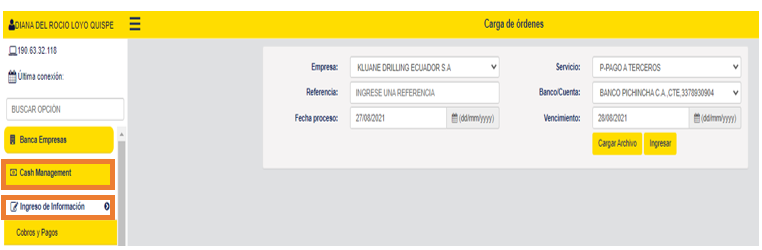 DIANA DEL ROCIO LOYO QUISPE
Carga de órdenes
190.63.32.118
Última conexión:
BUSCAR OPCIÓN
Banca Empresas
Cash Management
Ingreso de Información
Cobros y Pagos
Empresa: KLUANE DRILLING ECUADOR S.A Servicio: P-PAGO A TERCEROS
Referencia: INGRESE UNA REFERENCIA Banco/Cuenta: BANCO PICHINCHA C.A.,CTE,3378930904
Fecha proceso: 27/08/2021 (dd/mm/yyyy) Vencimiento: 28/08/2021 (dd/mm/yyyy)
Cargar Archivo Ingresar